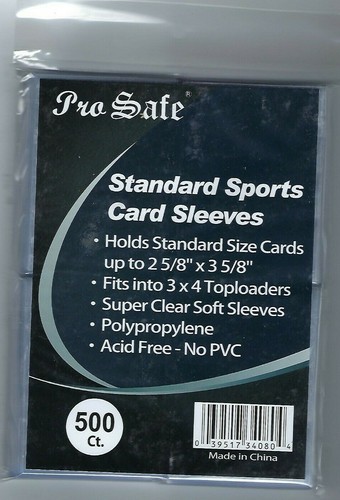 Pro Safe®
Standard Sports
Card Sleeves
• Holds Standard Size Cards
up to 2 5/8" x 3 5/8"
• Fits into 3 x 4 Toploaders
• Super Clear Soft Sleeves
• Polypropylene
• Acid Free - No PVC
500
Ct.
0 39517 34080 4
Made in China